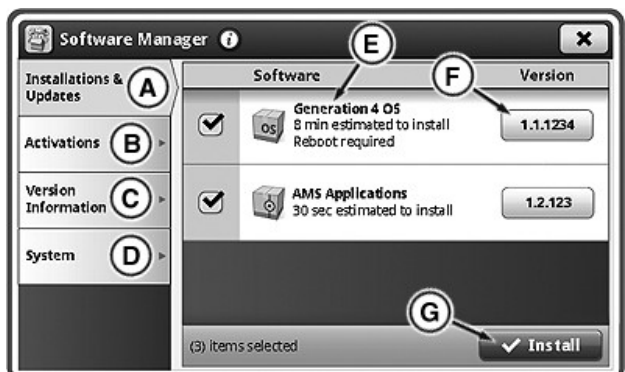 Software Manager i
E
Installations &
Updates
A
Software
F
Version
Generation 4 OS
8 min estimated to install
Reboot required
OS
1.1.1234
Activations
B
Version
Information
C
AMS Applications
30 sec estimated to install
1.2.123
System
D
G
(3) items selected
Install